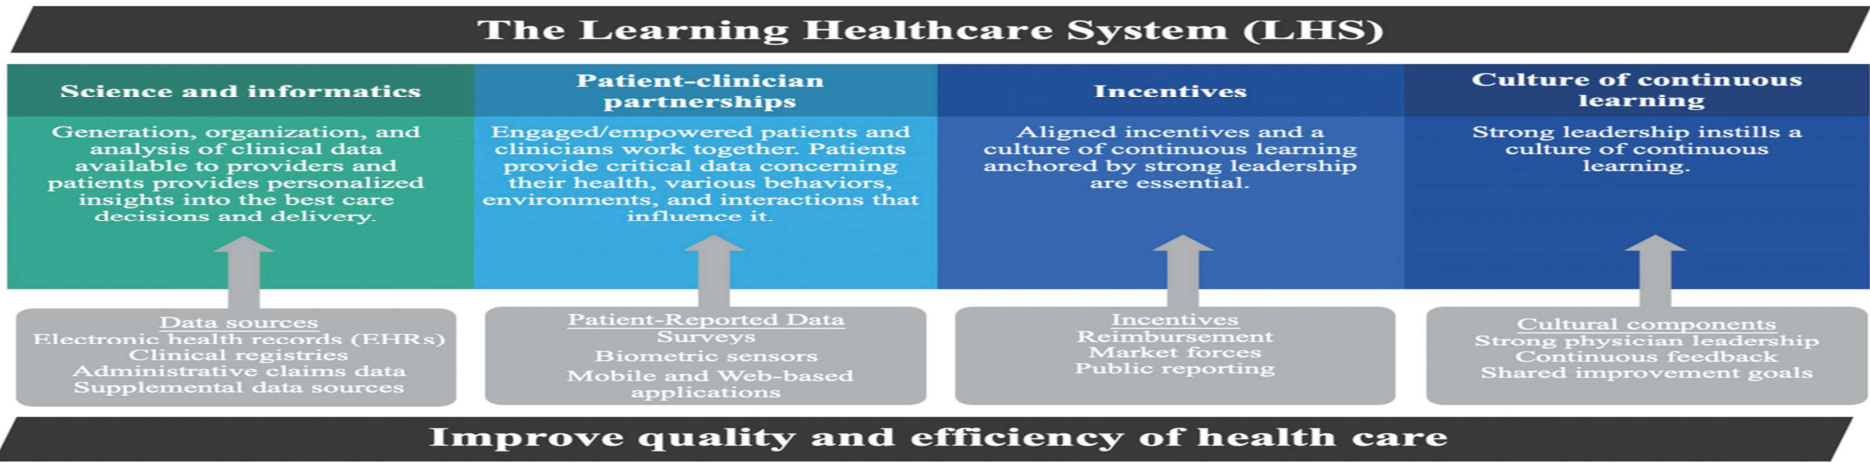 The Learning Healthcare System (LHS)
Science and informatics
Generation, organization, and
analysis of clinical data
available to providers and
patients provides personalized
insights into the best care
decisions and delivery.
Data sources
Electronic health records (EHRs)
Clinical registries
Administrative claims data
Supplemental data sources
Patient-clinician
partnerships
Engaged/empowered patients and
clinicians work together. Patients
provide critical data concerning
their health, various behaviors,
environments, and interactions that
influence it.
Patient-Reported Data
Surveys
Biometric sensors
Mobile and Web-based
applications
Incentives
Aligned incentives and a
culture of continuous learning
anchored by strong leadership
are essential.
Incentives
Reimbursement
Market forces
Public reporting
Culture of continuous
learning
Strong leadership instills a
culture of continuous
learning.
Cultural components
Strong physician leadership
Continuous feedback
Shared improvement goals
Improve quality and efficiency of health care